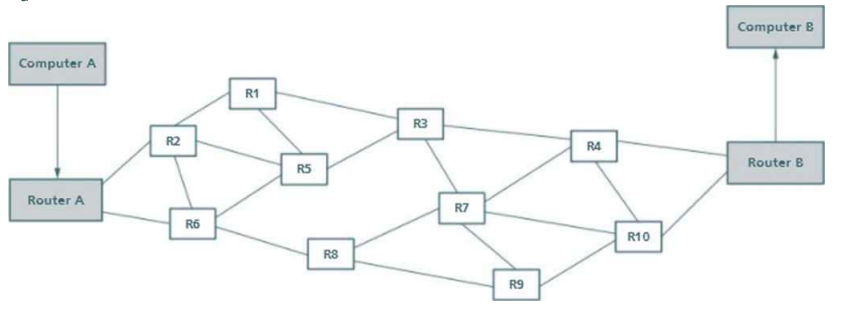 Computer B
Computer A
R1
R3
R2
R4
R5
Router B
Router A
R7
R6
R10
R8
R9